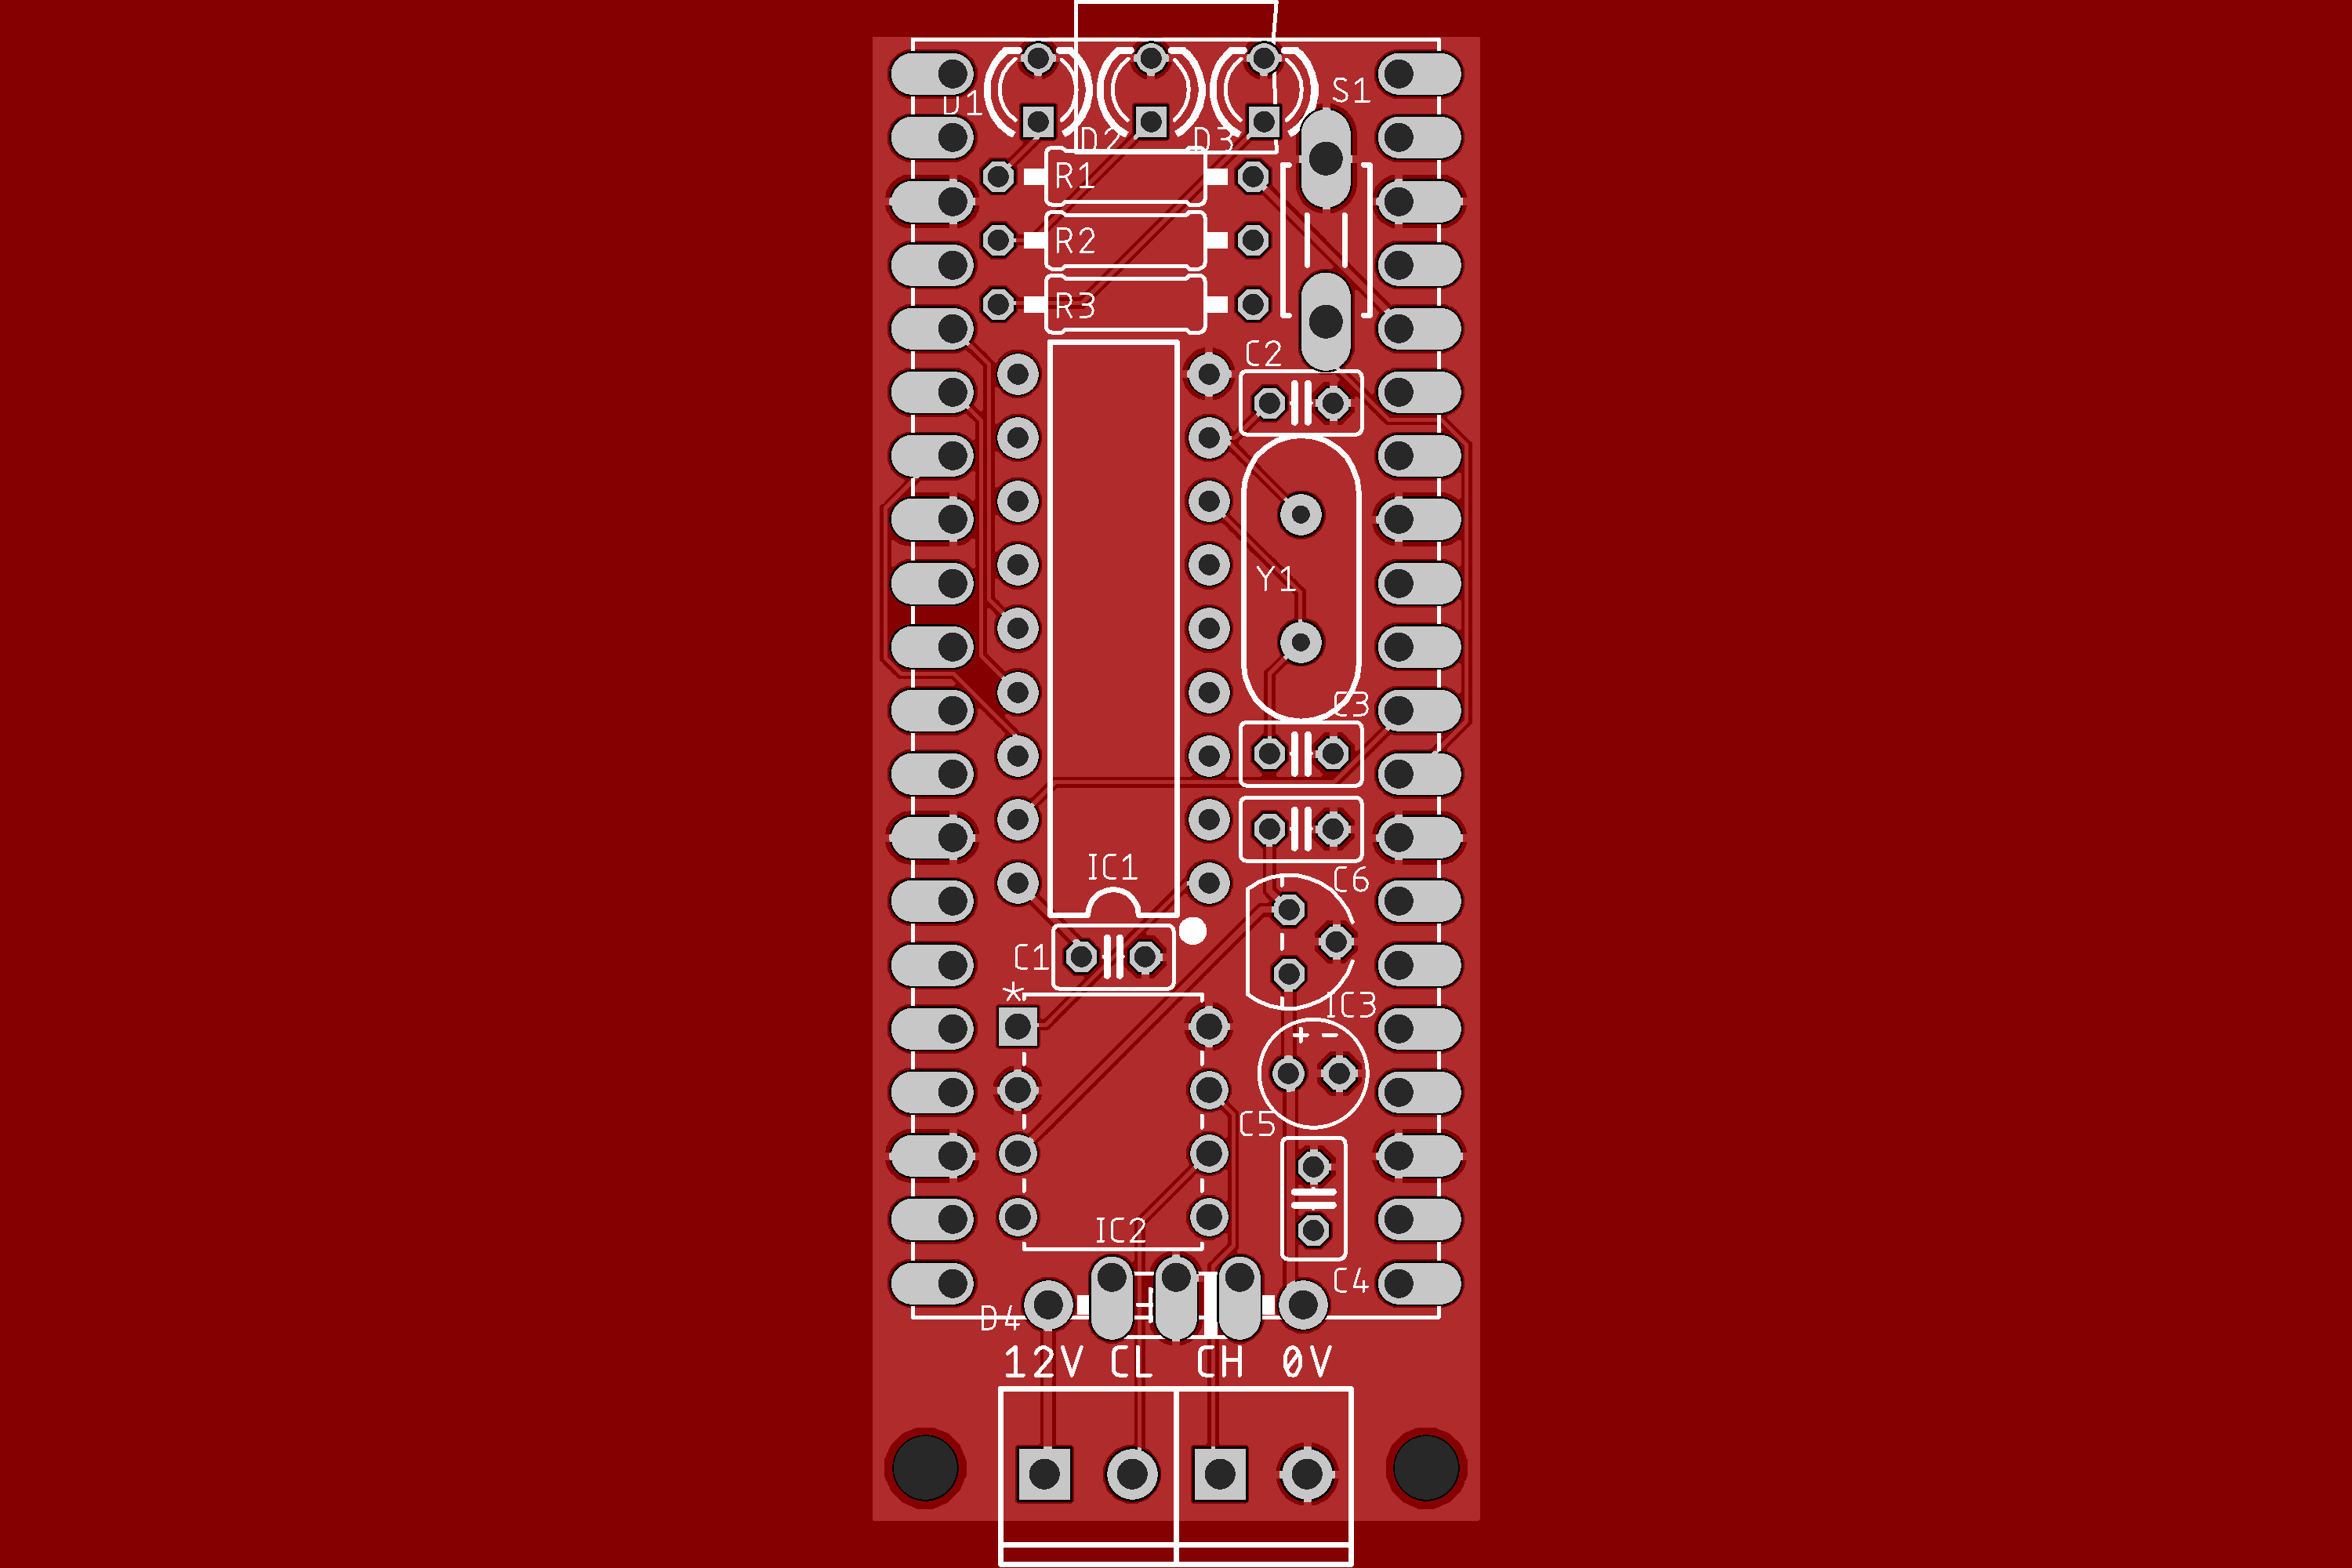 S1
D1
D2 D3
R1
R2
R3
C2
Y1
C3
IC1
C6
C1
*
IC3
+ -
C5
IC2
C4
D4
12V CL CH 0V